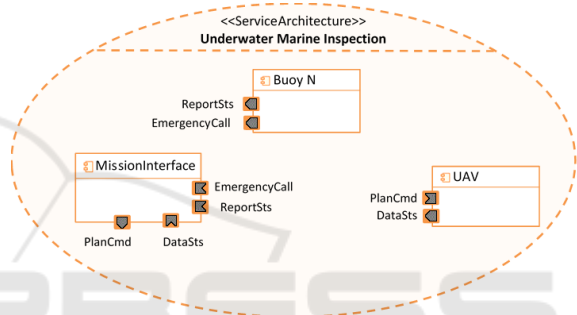 <<ServiceArchitecture>>
Underwater Marine Inspection
Buoy N
ReportSts
EmergencyCall
MissionInterface
EmergencyCall
ReportSts
PlanCmd
DataSts
UAV
PlanCmd
DataSts